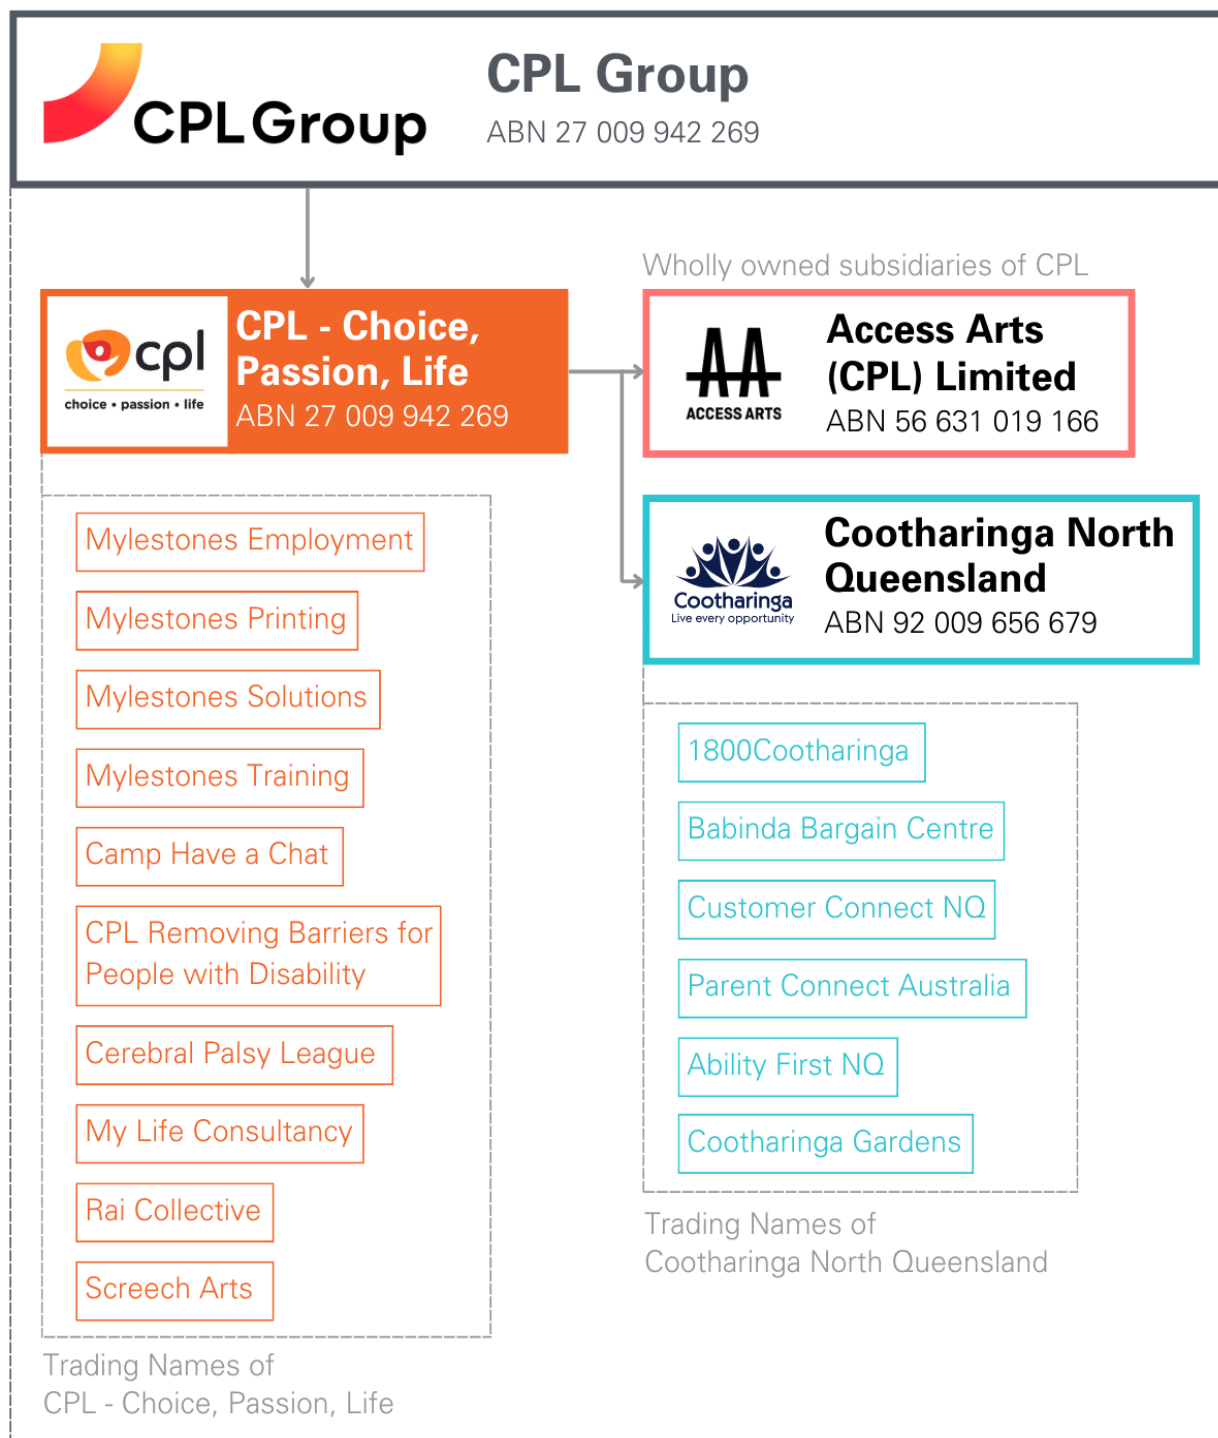 CPL Group
CPL Group
ABN 27 009 942 269
Wholly owned subsidiaries of CPL
cpl
choice • passion • life
CPL - Choice,
Passion, Life
ABN 27 009 942 269
ACCESS ARTS
Access Arts
(CPL) Limited
ABN 56 631 019 166
Cootharinga
Live every opportunity
Cootharinga North
Queensland
ABN 92 009 656 679
Mylestones Employment
Mylestones Printing
Mylestones Solutions
Mylestones Training
Camp Have a Chat
CPL Removing Barriers for
People with Disability
Cerebral Palsy League
My Life Consultancy
Rai Collective
Screech Arts
Trading Names of
CPL - Choice, Passion, Life
1800Cootharinga
Babinda Bargain Centre
Customer Connect NQ
Parent Connect Australia
Ability First NQ
Cootharinga Gardens
Trading Names of
Cootharinga North Queensland